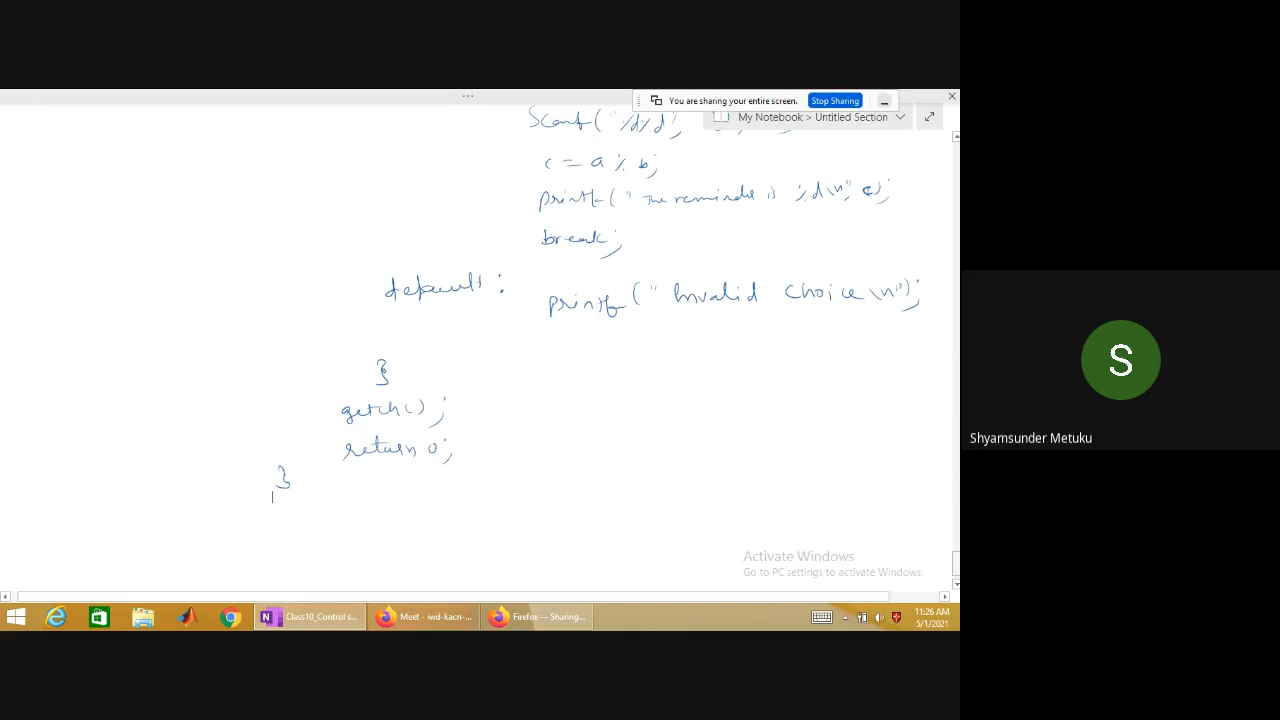 You are sharing your entire screen. Stop Sharing
My Notebook > Untitled Section
Scanf("%d%d",
c = a % b;
printf(" The reminder is %d\n", c);
break;
default : printf(" Invalid choice \n");
}
getch();
return 0;
}
S
Shyamsunder Metuku
Activate Windows
Go to PC settings to activate Windows.
Class10_Control s...
Meet - iwd-kacn-...
Firefox — Sharing...
11:26 AM
5/1/2021